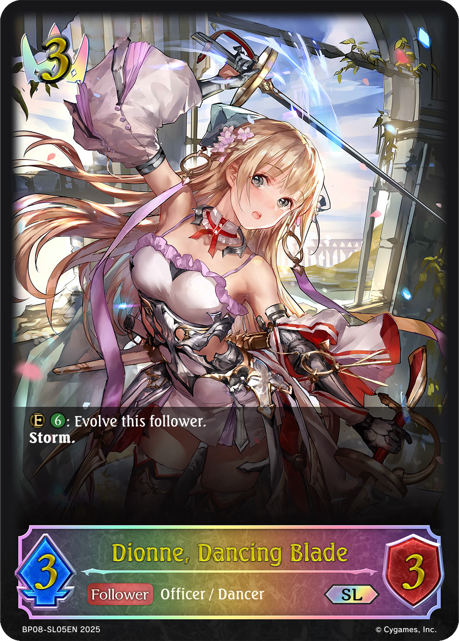 3
E 6: Evolve this follower.
Storm.
Dionne, Dancing Blade
3 Follower Officer / Dancer SL 3
BP08-SL05EN 2025 © Cygames, Inc.